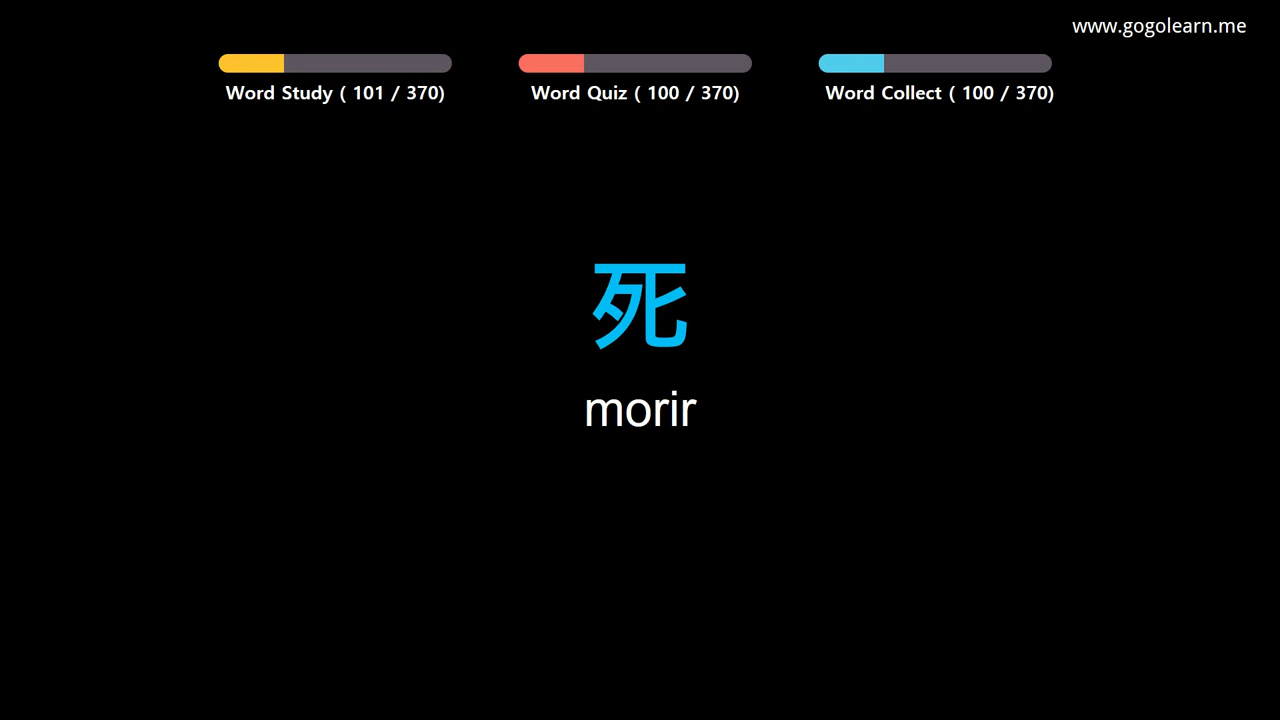 www.gogolearn.me
Word Study ( 101 / 370)
Word Quiz ( 100 / 370)
Word Collect ( 100 / 370)
死
morir